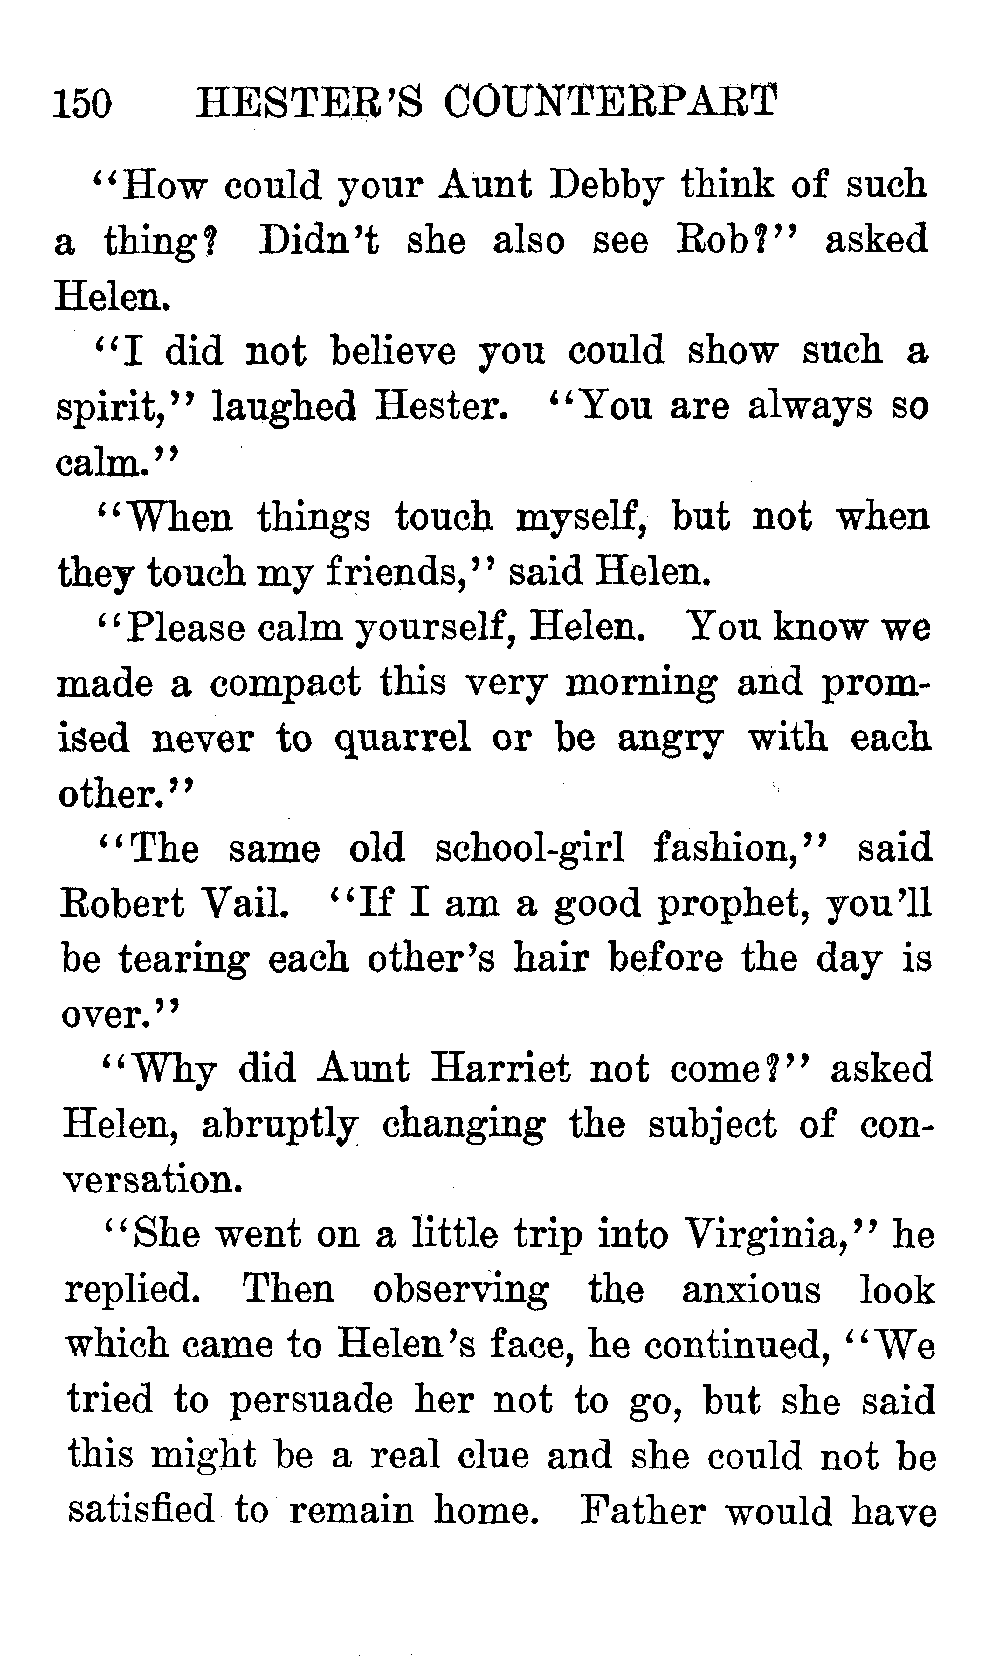 150 HESTER'S COUNTERPART
"How could your Aunt Debby think of such
a thing? Didn't she also see Rob?" asked
Helen.
"I did not believe you could show such a
spirit," laughed Hester. "You are always so
calm."
"When things touch myself, but not when
they touch my friends," said Helen.
"Please calm yourself, Helen. You know we
made a compact this very morning and prom-
ised never to quarrel or be angry with each
other."
"The same old school-girl fashion," said
Robert Vail. "If I am a good prophet, you'll
be tearing each other's hair before the day is
over."
"Why did Aunt Harriet not come?" asked
Helen, abruptly changing the subject of con-
versation.
"She went on a little trip into Virginia," he
replied. Then observing the anxious look
which came to Helen's face, he continued, "We
tried to persuade her not to go, but she said
this might be a real clue and she could not be
satisfied to remain home. Father would have